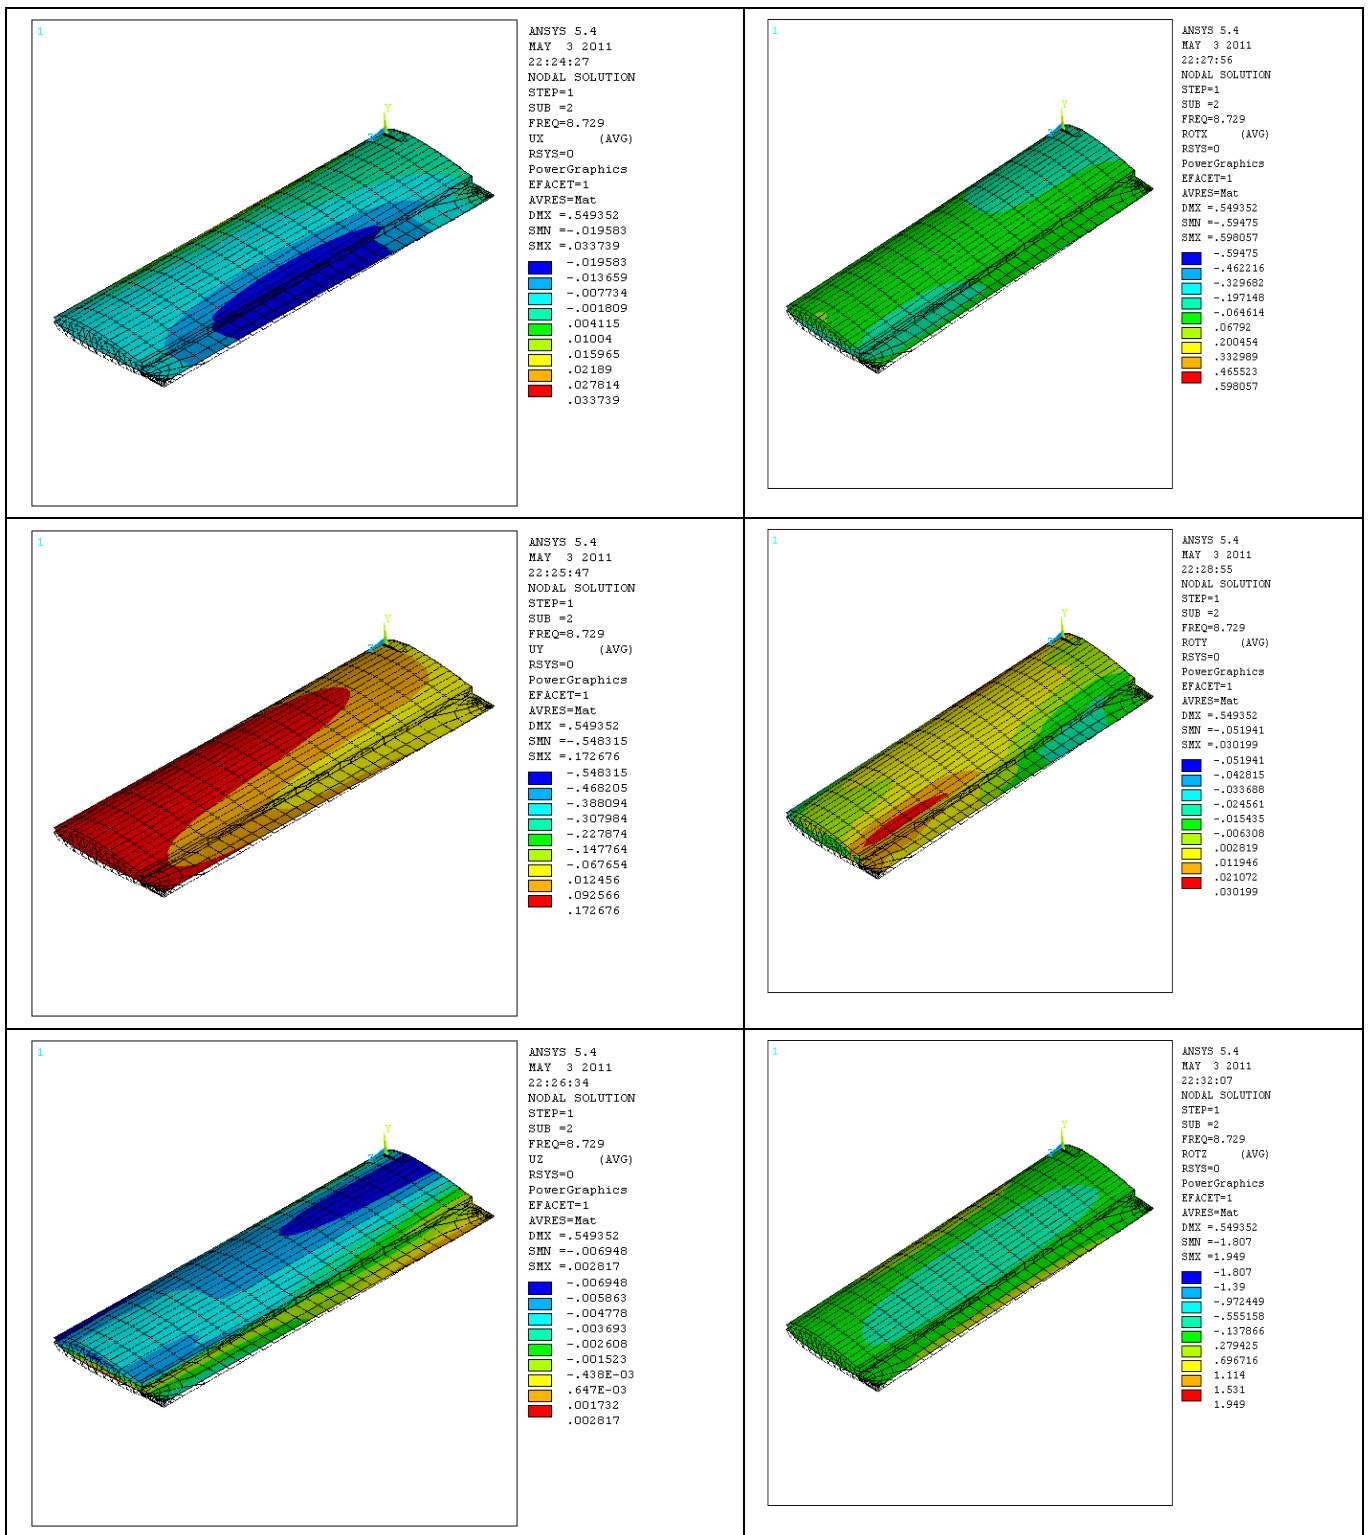 1
ANSYS 5.4
MAY  3 2011
22:24:27
NODAL SOLUTION
STEP=1
SUB =2
FREQ=8.729
UX       (AVG)
RSYS=0
PowerGraphics
EFACET=1
AVRES=Mat
DMX =.549352
SMN =-.019583
SMX =.033739
-.019583
-.013659
-.007734
-.001809
.004115
.01004
.015965
.02189
.027814
.033739
Y
1
ANSYS 5.4
MAY  3 2011
22:27:56
NODAL SOLUTION
STEP=1
SUB =2
FREQ=8.729
ROTX     (AVG)
RSYS=0
PowerGraphics
EFACET=1
AVRES=Mat
DMX =.549352
SMN =-.59475
SMX =.598057
-.59475
-.462216
-.329682
-.197148
-.064614
.06792
.200454
.332989
.465523
.598057
Y
1
ANSYS 5.4
MAY  3 2011
22:25:47
NODAL SOLUTION
STEP=1
SUB =2
FREQ=8.729
UY       (AVG)
RSYS=0
PowerGraphics
EFACET=1
AVRES=Mat
DMX =.549352
SMN =-.548315
SMX =.172676
-.548315
-.468205
-.388094
-.307984
-.227874
-.147764
-.067654
.012456
.092566
.172676
Y
1
ANSYS 5.4
MAY  3 2011
22:28:55
NODAL SOLUTION
STEP=1
SUB =2
FREQ=8.729
ROTY     (AVG)
RSYS=0
PowerGraphics
EFACET=1
AVRES=Mat
DMX =.549352
SMN =-.051941
SMX =.030199
-.051941
-.042815
-.033688
-.024561
-.015435
-.006308
.002819
.011946
.021072
.030199
Y
1
ANSYS 5.4
MAY  3 2011
22:26:34
NODAL SOLUTION
STEP=1
SUB =2
FREQ=8.729
UZ       (AVG)
RSYS=0
PowerGraphics
EFACET=1
AVRES=Mat
DMX =.549352
SMN =-.006948
SMX =.002817
-.006948
-.005863
-.004778
-.003693
-.002608
-.001523
-.438E-03
.647E-03
.001732
.002817
Y
1
ANSYS 5.4
MAY  3 2011
22:32:07
NODAL SOLUTION
STEP=1
SUB =2
FREQ=8.729
ROTZ     (AVG)
RSYS=0
PowerGraphics
EFACET=1
AVRES=Mat
DMX =.549352
SMN =-1.807
SMX =1.949
-1.807
-1.39
-.972449
-.555158
-.137866
.279425
.696716
1.114
1.531
1.949
Y